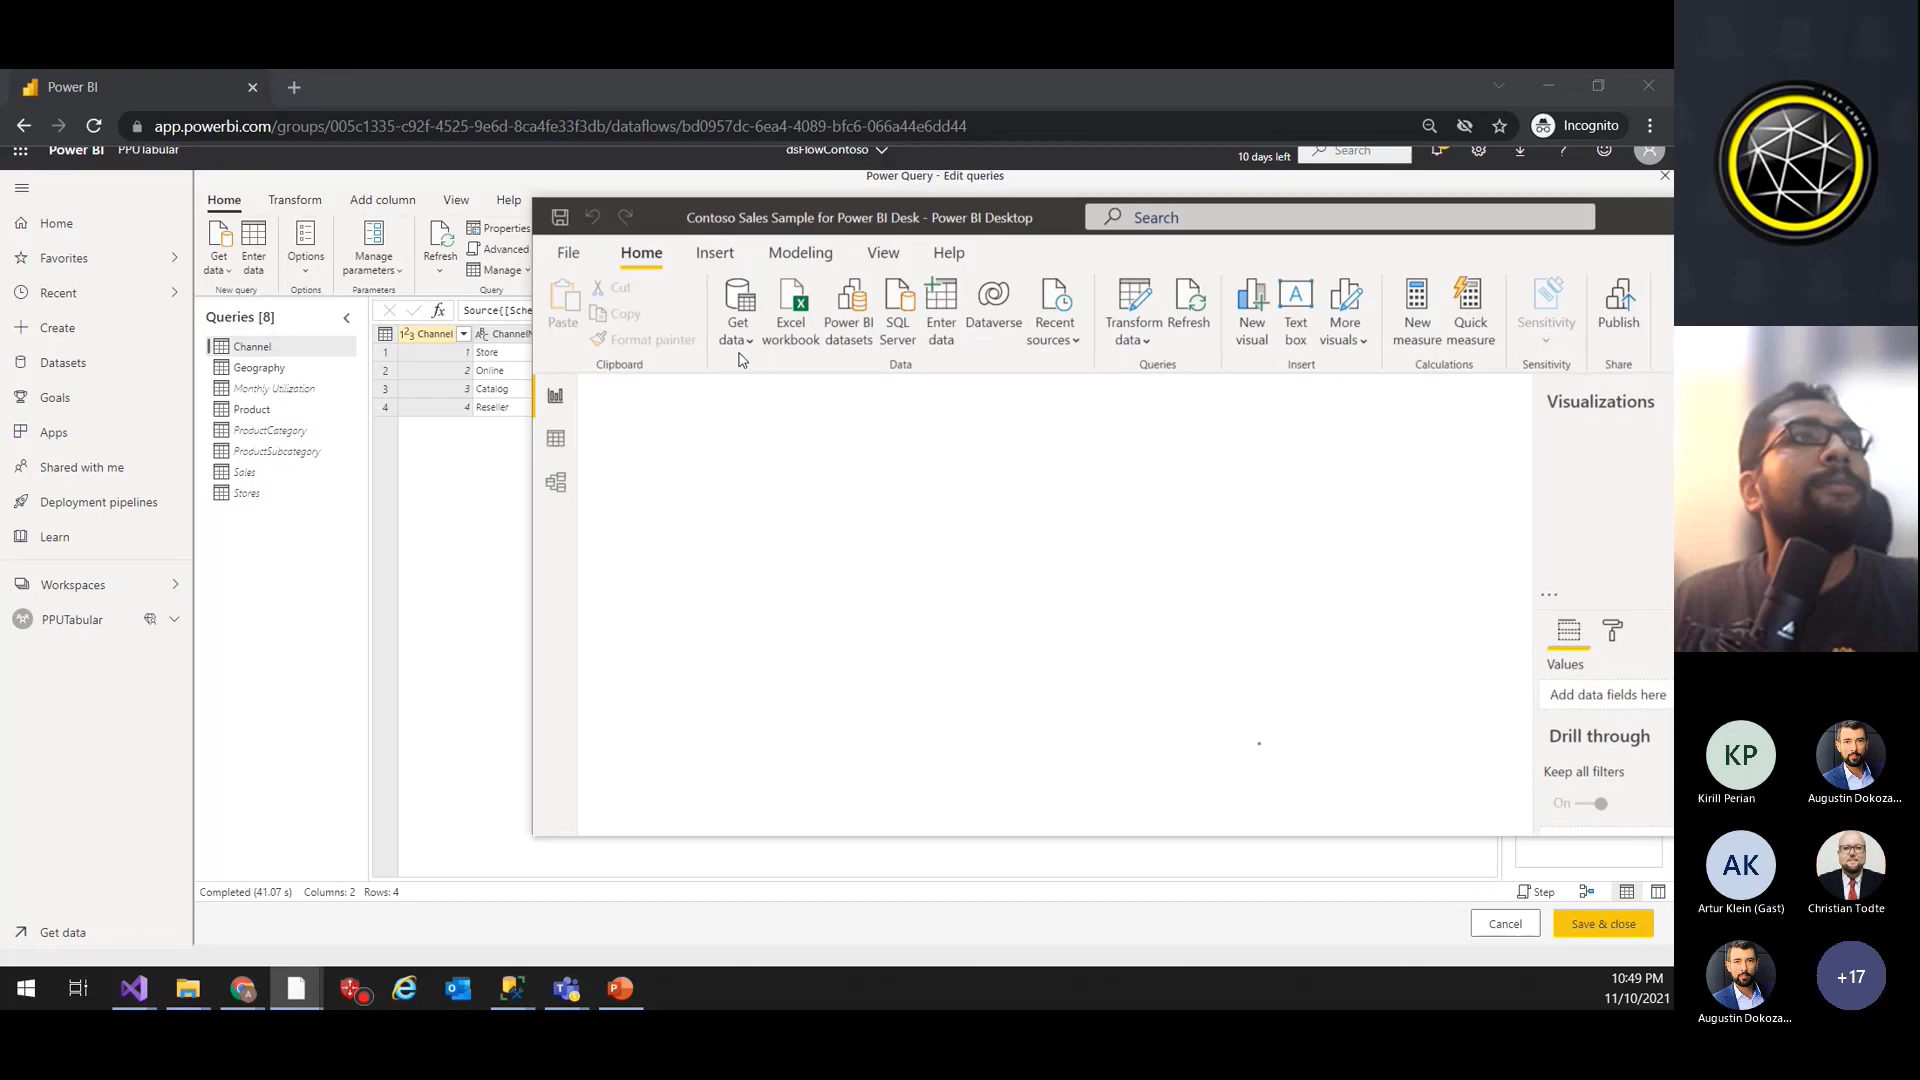 Power BI
app.powerbi.com/groups/005c1335-c92f-4525-9e6d-8ca4fe33f3db/dataflows/bd0957dc-6ea4-4089-bfc6-066a44e6dd44
Incognito
Power BI PPUTabular
dsFlowContoso
10 days left
Search
Power Query - Edit queries
Home Transform Add column View Help
Get data
Enter data
Options
Manage parameters
Refresh
Properties
Advanced
Manage
New query
Options
Parameters
Query
Home
Favorites
Recent
Create
Datasets
Goals
Apps
Shared with me
Deployment pipelines
Learn
Workspaces
PPUTabular
Get data
Queries [8]
Channel
Geography
Monthly Utilization
Product
ProductCategory
ProductSubcategory
Sales
Stores
fx Source{[Sche
Channel
1 1 Store
2 2 Online
3 3 Catalog
4 4 Reseller
Contoso Sales Sample for Power BI Desk - Power BI Desktop
Search
File Home Insert Modeling View Help
Paste
Cut
Copy
Format painter
Clipboard
Get data
Excel workbook
Power BI datasets
SQL Server
Enter data
Dataverse
Recent sources
Data
Transform data
Refresh
Queries
New visual
Text box
More visuals
Insert
New measure
Quick measure
Calculations
Sensitivity
Sensitivity
Publish
Share
Visualizations
...
Values
Add data fields here
Drill through
Keep all filters
On
Completed (41.07 s) Columns: 2 Rows: 4
Step
Cancel
Save & close
10:49 PM
11/10/2021
SNAP CAMERA
KP
Kirill Perian
Augustin Dokoza...
AK
Artur Klein (Gast)
Christian Todte
Augustin Dokoza...
+17